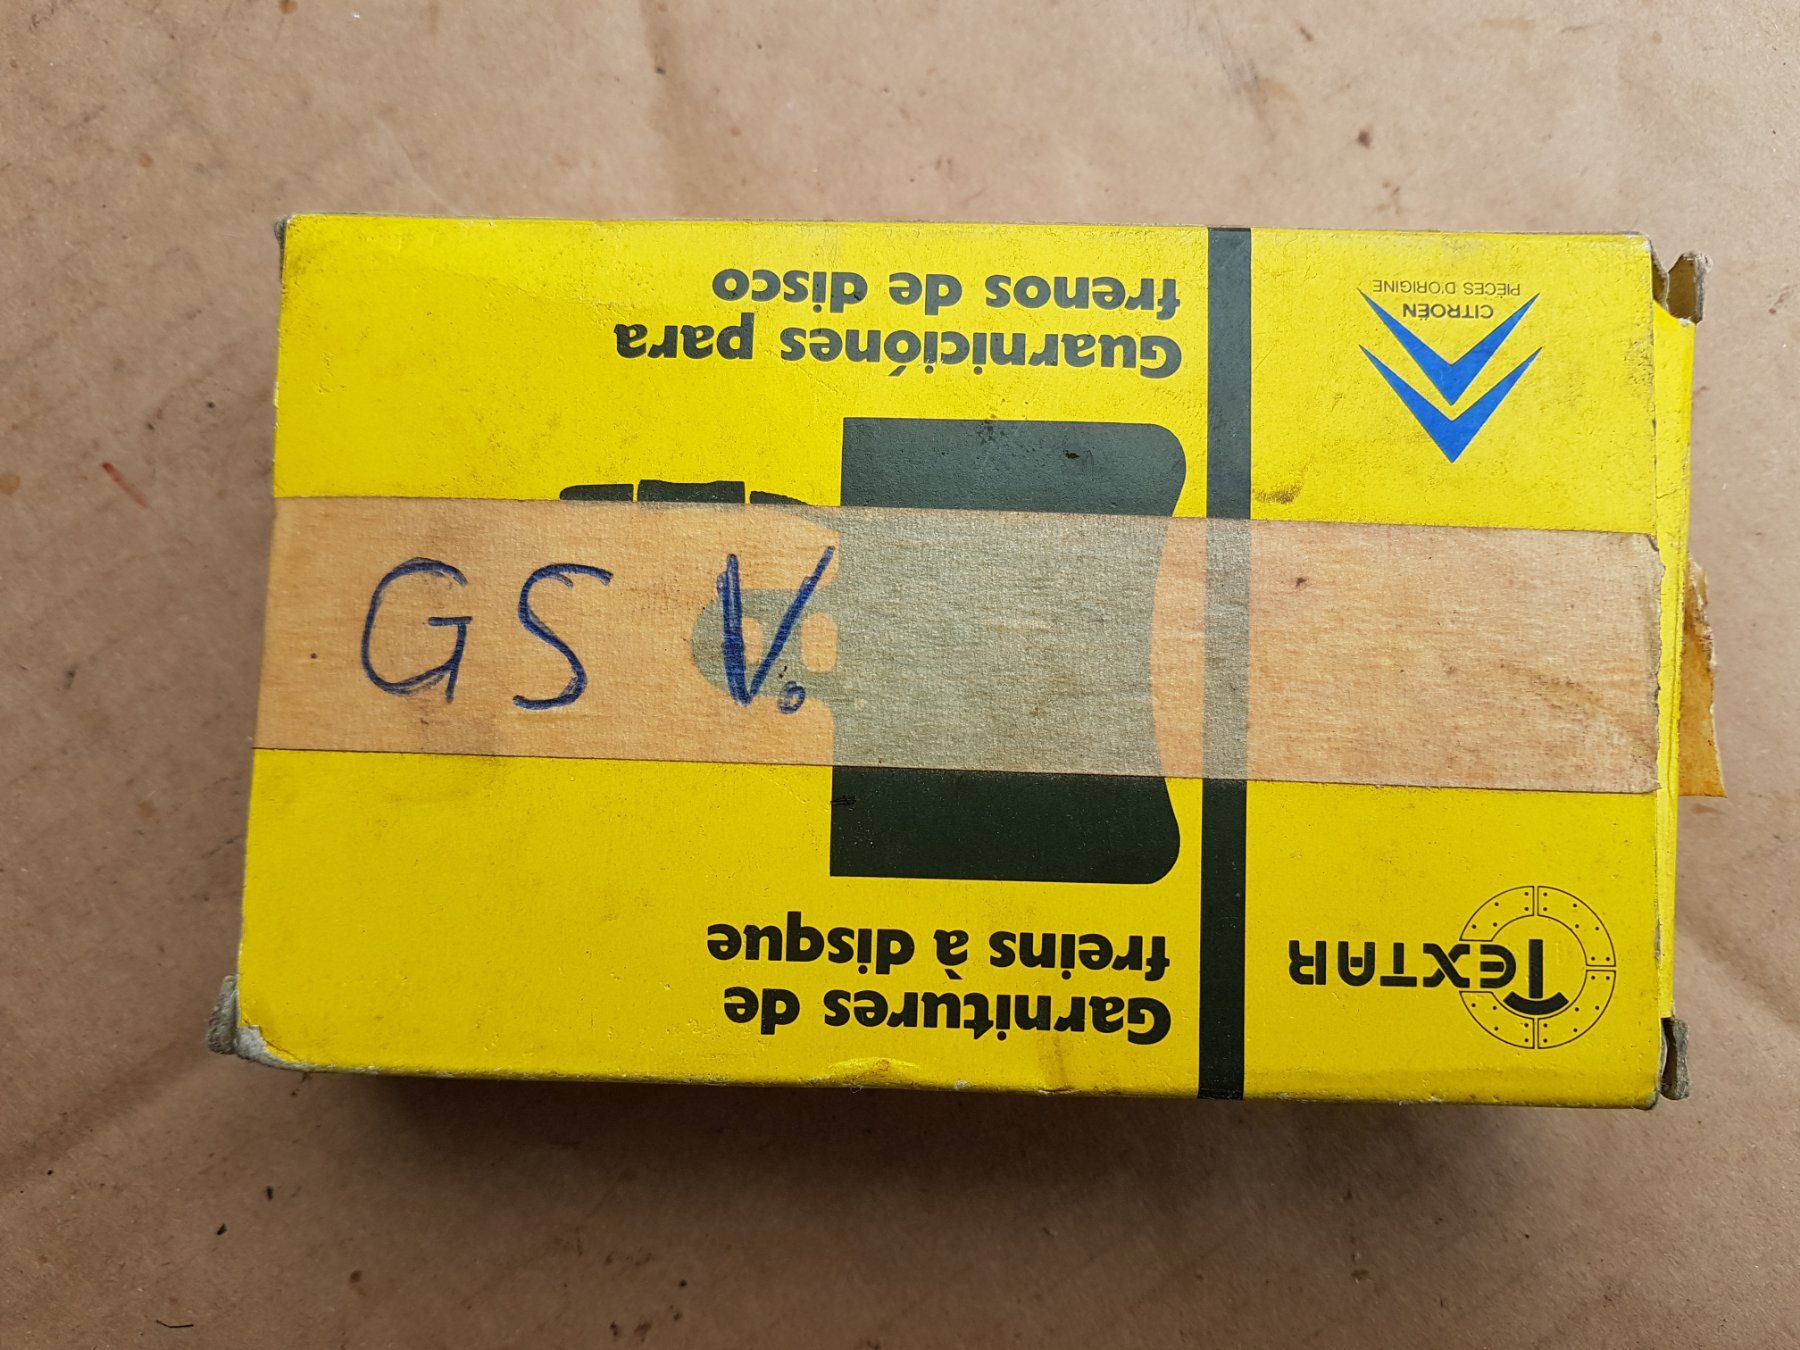 GS V.
Garnitures de
freins à disque
Guarniciónes para
frenos de disco
TEXTAR
CITROËN
PIÈCES D'ORIGINE